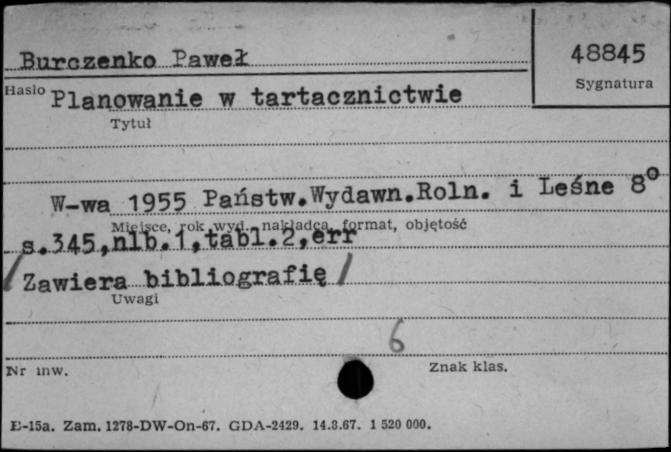 Burczenko Paweł
48845
Hasło
Sygnatura
Planowanie w tartacznictwie
Tytuł
W-wa 1955 Państw.Wydawn.Roln. i Leśne 8°
Miejsce, rok wyd., nakładca, format, objętość
s.345,nlb.1,tabl.2,err
/Zawiera bibliografię/
Uwagi
6
Nr inw.
Znak klas.
E-15a. Zam. 1278-DW-On-67. GDA-2429. 14.8.67. 1 520 000.